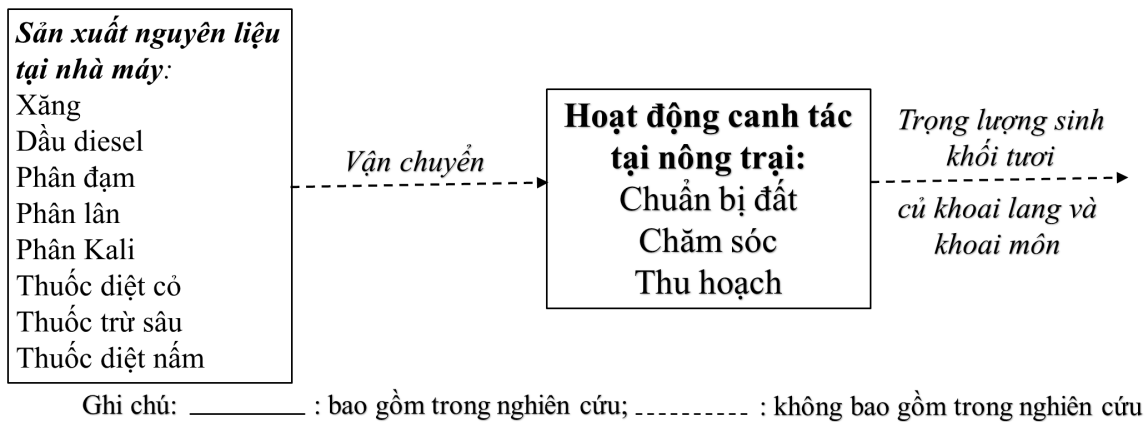 Sản xuất nguyên liệu
tại nhà máy:
Xăng
Dầu diesel
Phân đạm
Phân lân
Phân Kali
Thuốc diệt cỏ
Thuốc trừ sâu
Thuốc diệt nấm
Vận chuyển
Hoạt động canh tác
tại nông trại:
Chuẩn bị đất
Chăm sóc
Thu hoạch
Trọng lượng sinh
khối tươi
củ khoai lang và
khoai môn
Ghi chú: : bao gồm trong nghiên cứu; : không bao gồm trong nghiên cứu